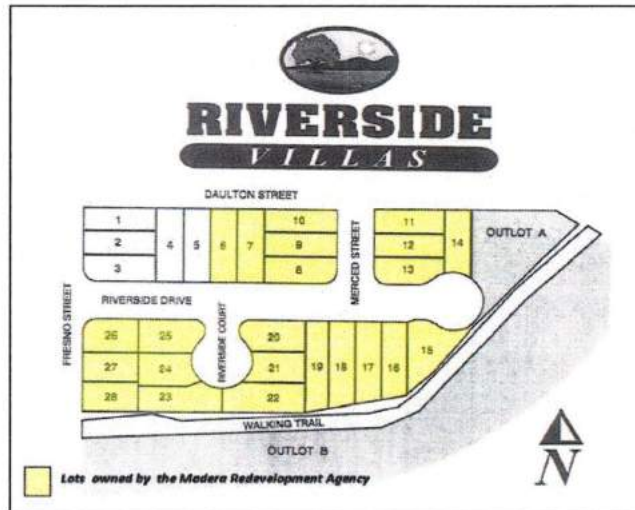 RIVERSIDE
VILLAS
DAULTON STREET
1
2
3
4
5
6
7
10
9
8
MERCED STREET
11
12
13
14
OUTLOT A
FRESNO STREET
RIVERSIDE DRIVE
RIVERSIDE COURT
26
27
28
25
24
23
20
21
22
19
18
17
16
15
WALKING TRAIL
OUTLOT B
N
Lots owned by the Madera Redevelopment Agency